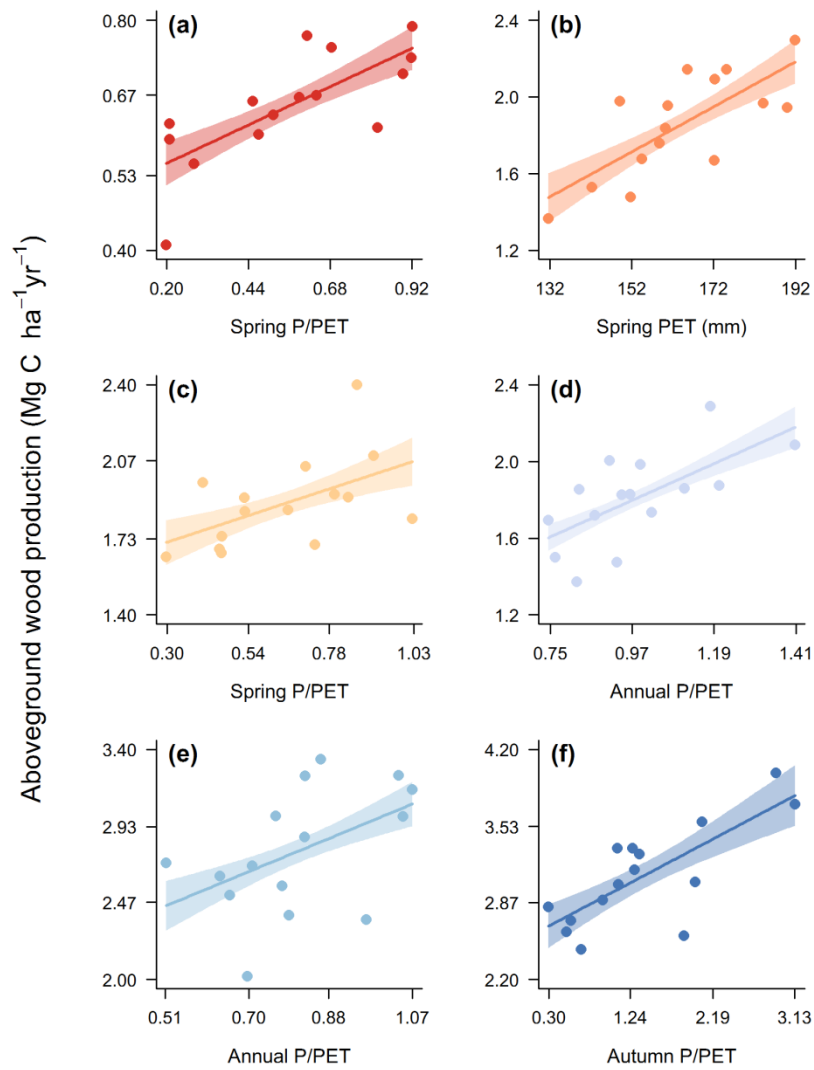 Aboveground wood production (Mg C ha⁻¹yr⁻¹)
(a)
0.80
0.67
0.53
0.40
0.20 0.44 0.68 0.92
Spring P/PET
(b)
2.4
2.0
1.6
1.2
132 152 172 192
Spring PET (mm)
(c)
2.40
2.07
1.73
1.40
0.30 0.54 0.78 1.03
Spring P/PET
(d)
2.4
2.0
1.6
1.2
0.75 0.97 1.19 1.41
Annual P/PET
(e)
3.40
2.93
2.47
2.00
0.51 0.70 0.88 1.07
Annual P/PET
(f)
4.20
3.53
2.87
2.20
0.30 1.24 2.19 3.13
Autumn P/PET